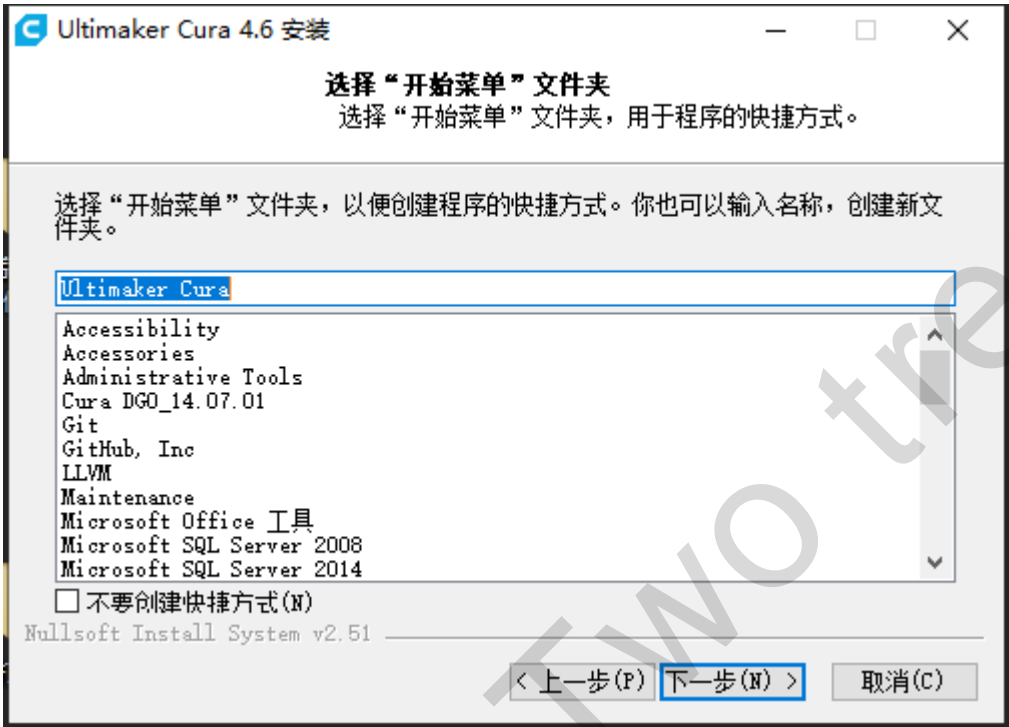 Ultimaker Cura 4.6 安装
选择“开始菜单”文件夹
选择“开始菜单”文件夹，用于程序的快捷方式。
选择“开始菜单”文件夹，以便创建程序的快捷方式。你也可以输入名称，创建新文
件夹。
Ultimaker Cura
Accessibility
Accessories
Administrative Tools
Cura DGO_14.07.01
Git
GitHub, Inc
LLVM
Maintenance
Microsoft Office 工具
Microsoft SQL Server 2008
Microsoft SQL Server 2014
不要创建快捷方式(N)
Nullsoft Install System v2.51
< 上一步(P)
下一步(N) >
取消(C)
Two tre